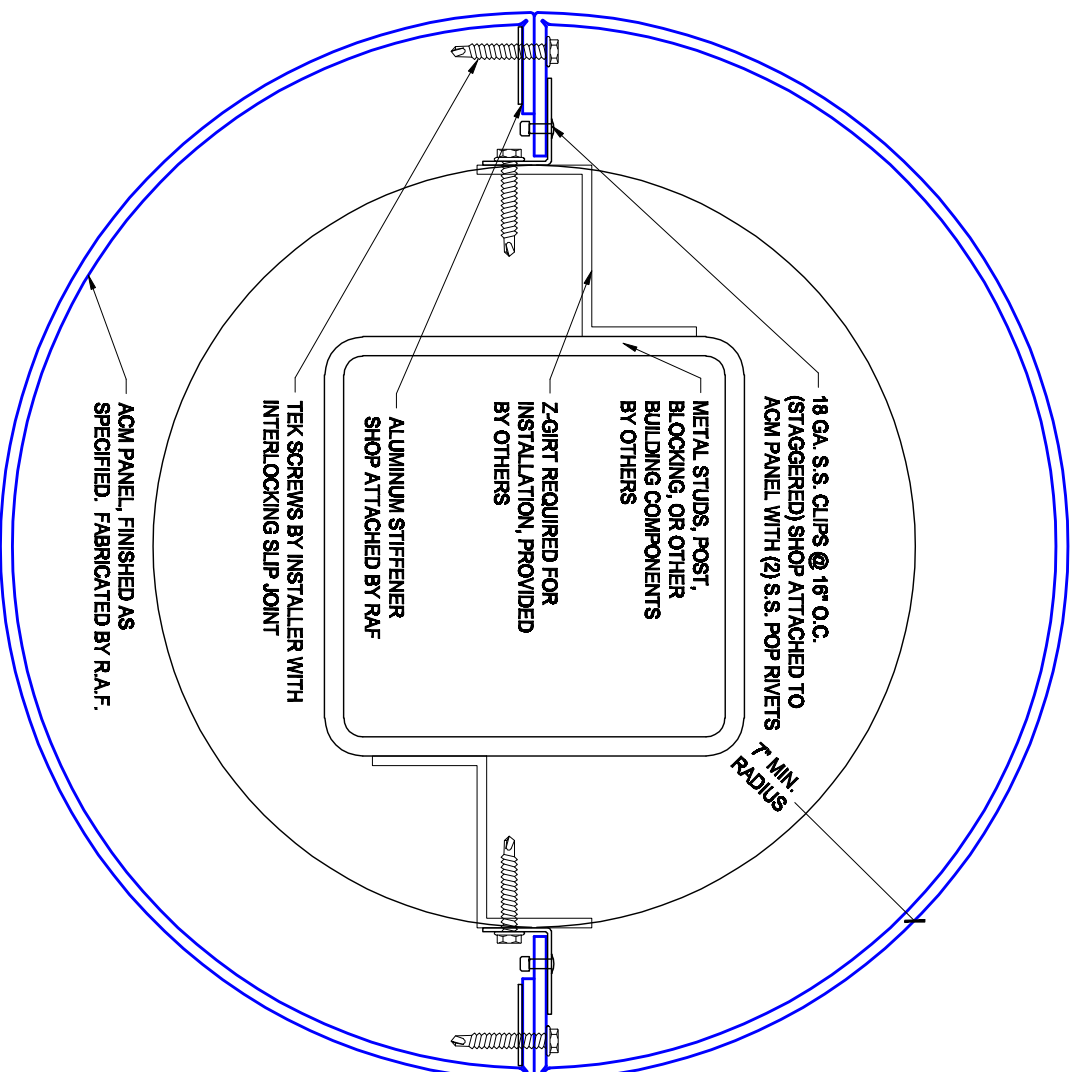 18 GA. S.S. CLIPS @ 16" O.C.
(STAGGERED) SHOP ATTACHED TO
ACM PANEL WITH (2) S.S. POP RIVETS
7" MIN.
RADIUS
METAL STUDS, POST,
BLOCKING, OR OTHER
BUILDING COMPONENTS
BY OTHERS
Z-GIRT REQUIRED FOR
INSTALLATION, PROVIDED
BY OTHERS
ALUMINUM STIFFENER
SHOP ATTACHED BY RAF
TEK SCREWS BY INSTALLER WITH
INTERLOCKING SLIP JOINT
ACM PANEL, FINISHED AS
SPECIFIED. FABRICATED BY R.A.F.